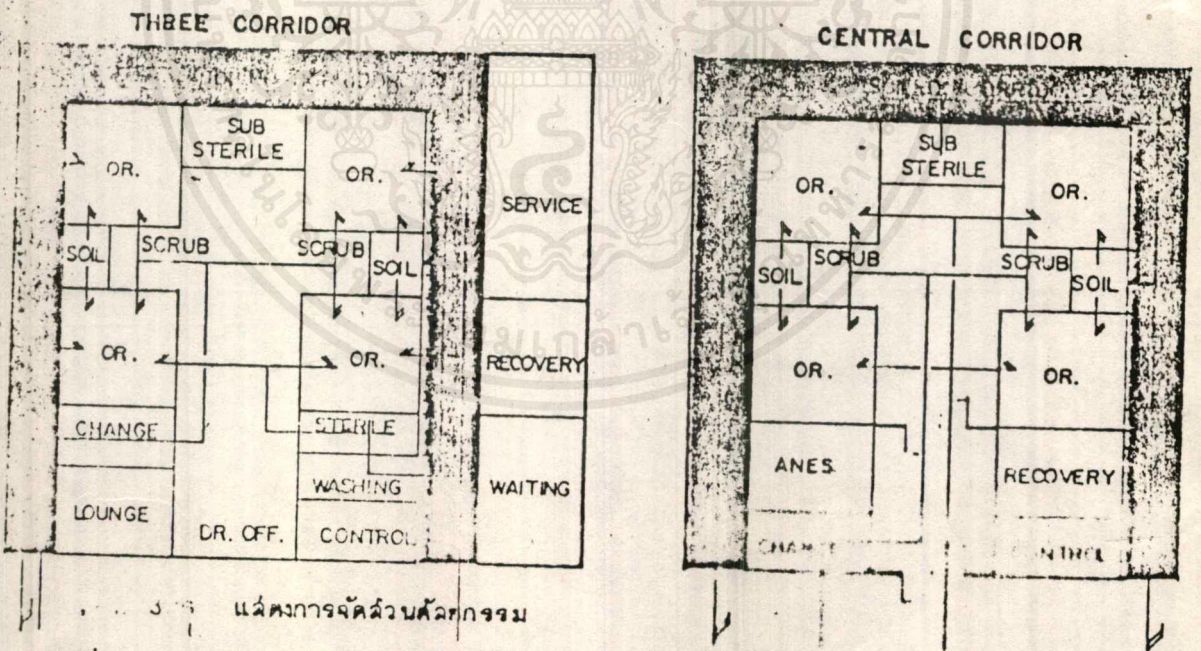 THREE CORRIDOR
SUB
STERILE
OR.
OR.
SOIL
SCRUB
SCRUB
SOIL
OR.
OR.
CHANGE
STERILE
LOUNGE
WASHING
DR. OFF.
CONTROL
SERVICE
RECOVERY
WAITING
CENTRAL CORRIDOR
SUB
STERILE
OR.
OR.
SOIL
SCRUB
SCRUB
SOIL
OR.
OR.
ANES.
RECOVERY
แสดงการจัดส่วนศัลยกรรม